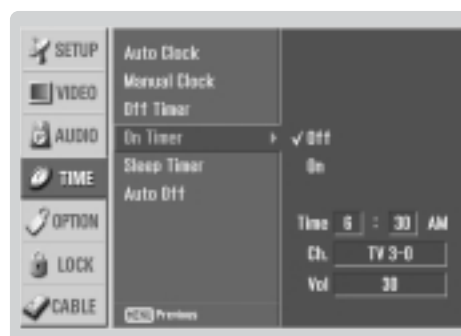 SETUP
VIDEO
AUDIO
TIME
OPTION
LOCK
CABLE
Auto Clock
Manual Clock
Off Timer
On Timer
Sleep Timer
Auto Off
MENU Previous
✓ Off
On
Time 6 : 30 AM
Ch. TV 3-0
Vol 30